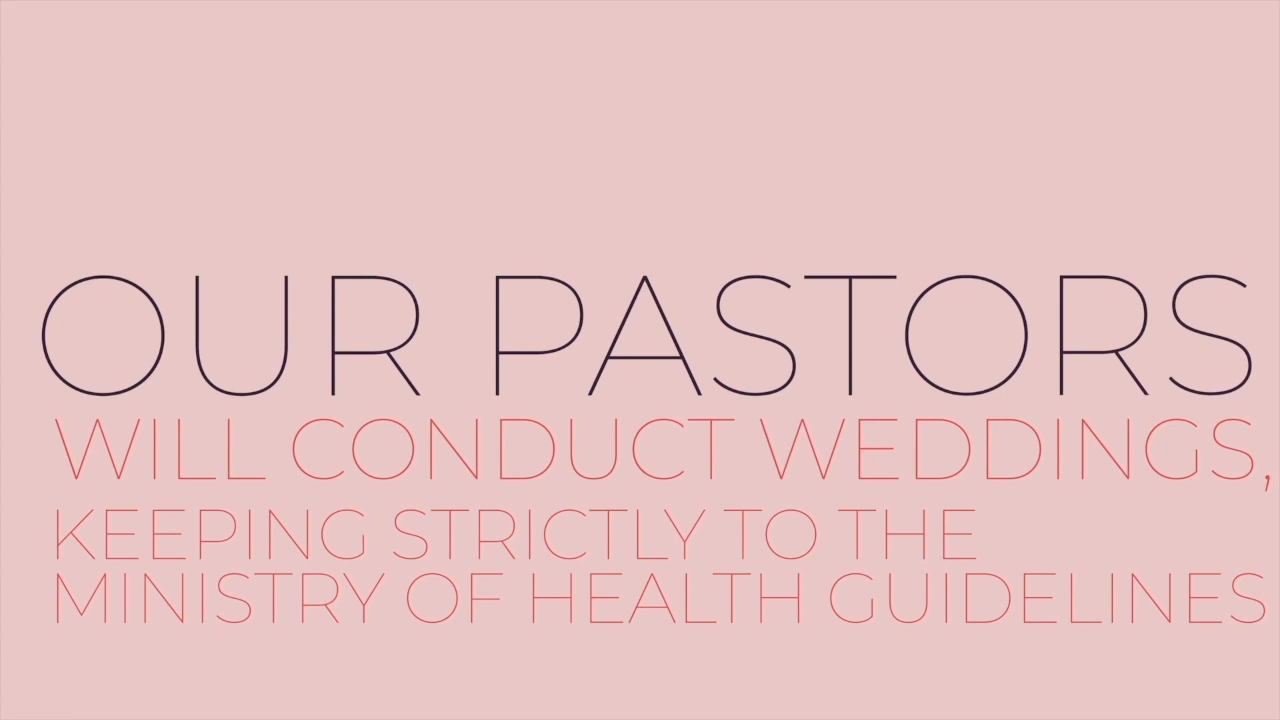 OUR PASTORS
WILL CONDUCT WEDDINGS,
KEEPING STRICTLY TO THE
MINISTRY OF HEALTH GUIDELINES